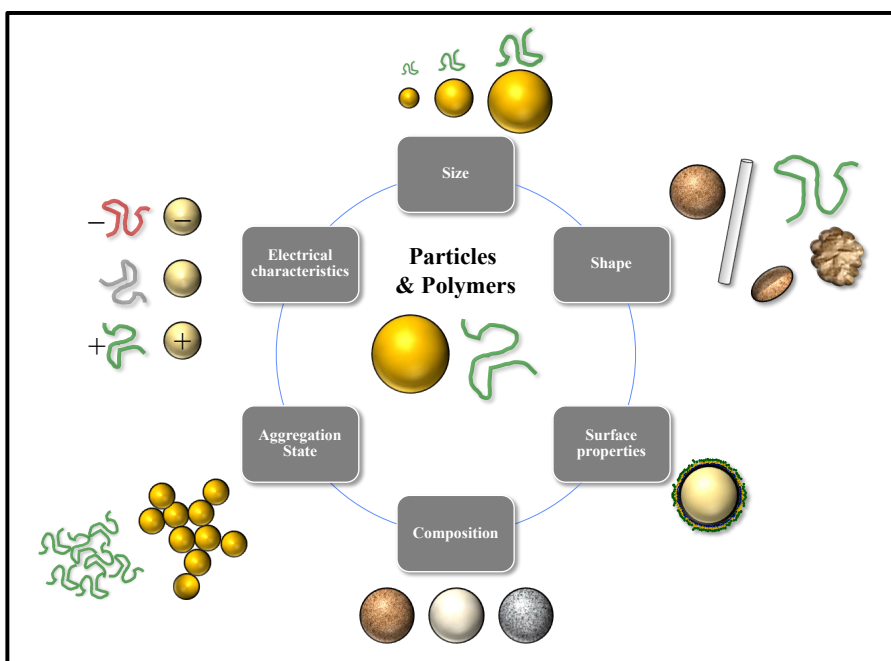 Size
Shape
Surface
properties
Composition
Aggregation
State
Electrical
characteristics
Particles
& Polymers
−
−
+
+